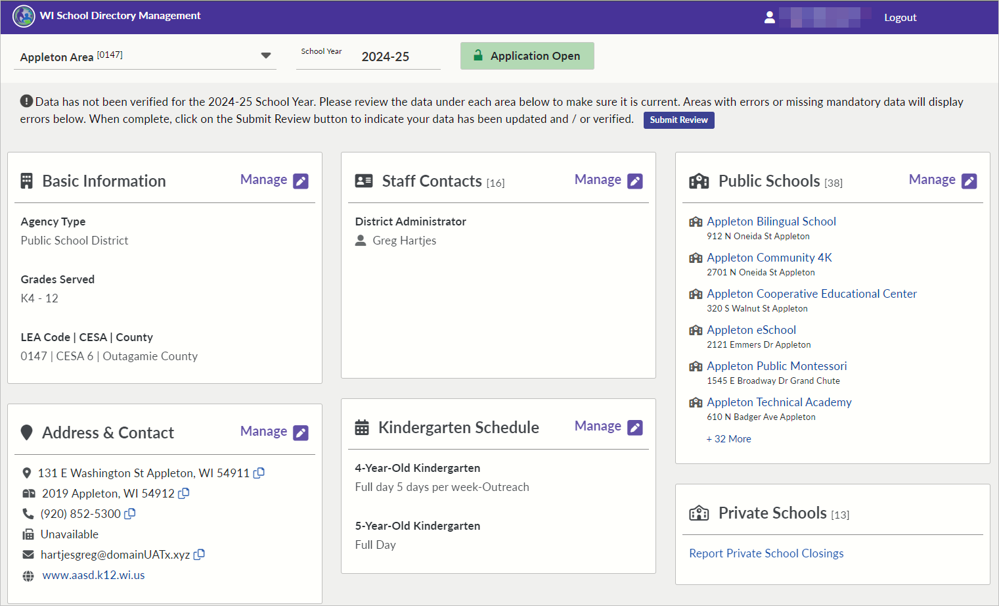 WI School Directory Management
Logout
Appleton Area [0147]
School Year 2024-25
Application Open
Data has not been verified for the 2024-25 School Year. Please review the data under each area below to make sure it is current. Areas with errors or missing mandatory data will display
errors below. When complete, click on the Submit Review button to indicate your data has been updated and / or verified. Submit Review
Basic Information
Manage
Agency Type
Public School District
Grades Served
K4 - 12
LEA Code | CESA | County
0147 | CESA 6 | Outagamie County
Address & Contact
Manage
131 E Washington St Appleton, WI 54911
2019 Appleton, WI 54912
(920) 852-5300
Unavailable
hartjesgreg@domainUATx.xyz
www.aasd.k12.wi.us
Staff Contacts [16]
Manage
District Administrator
Greg Hartjes
Kindergarten Schedule
Manage
4-Year-Old Kindergarten
Full day 5 days per week-Outreach
5-Year-Old Kindergarten
Full Day
Public Schools [38]
Manage
Appleton Bilingual School
912 N Oneida St Appleton
Appleton Community 4K
2701 N Oneida St Appleton
Appleton Cooperative Educational Center
320 S Walnut St Appleton
Appleton eSchool
2121 Emmers Dr Appleton
Appleton Public Montessori
1545 E Broadway Dr Grand Chute
Appleton Technical Academy
610 N Badger Ave Appleton
+ 32 More
Private Schools [13]
Report Private School Closings